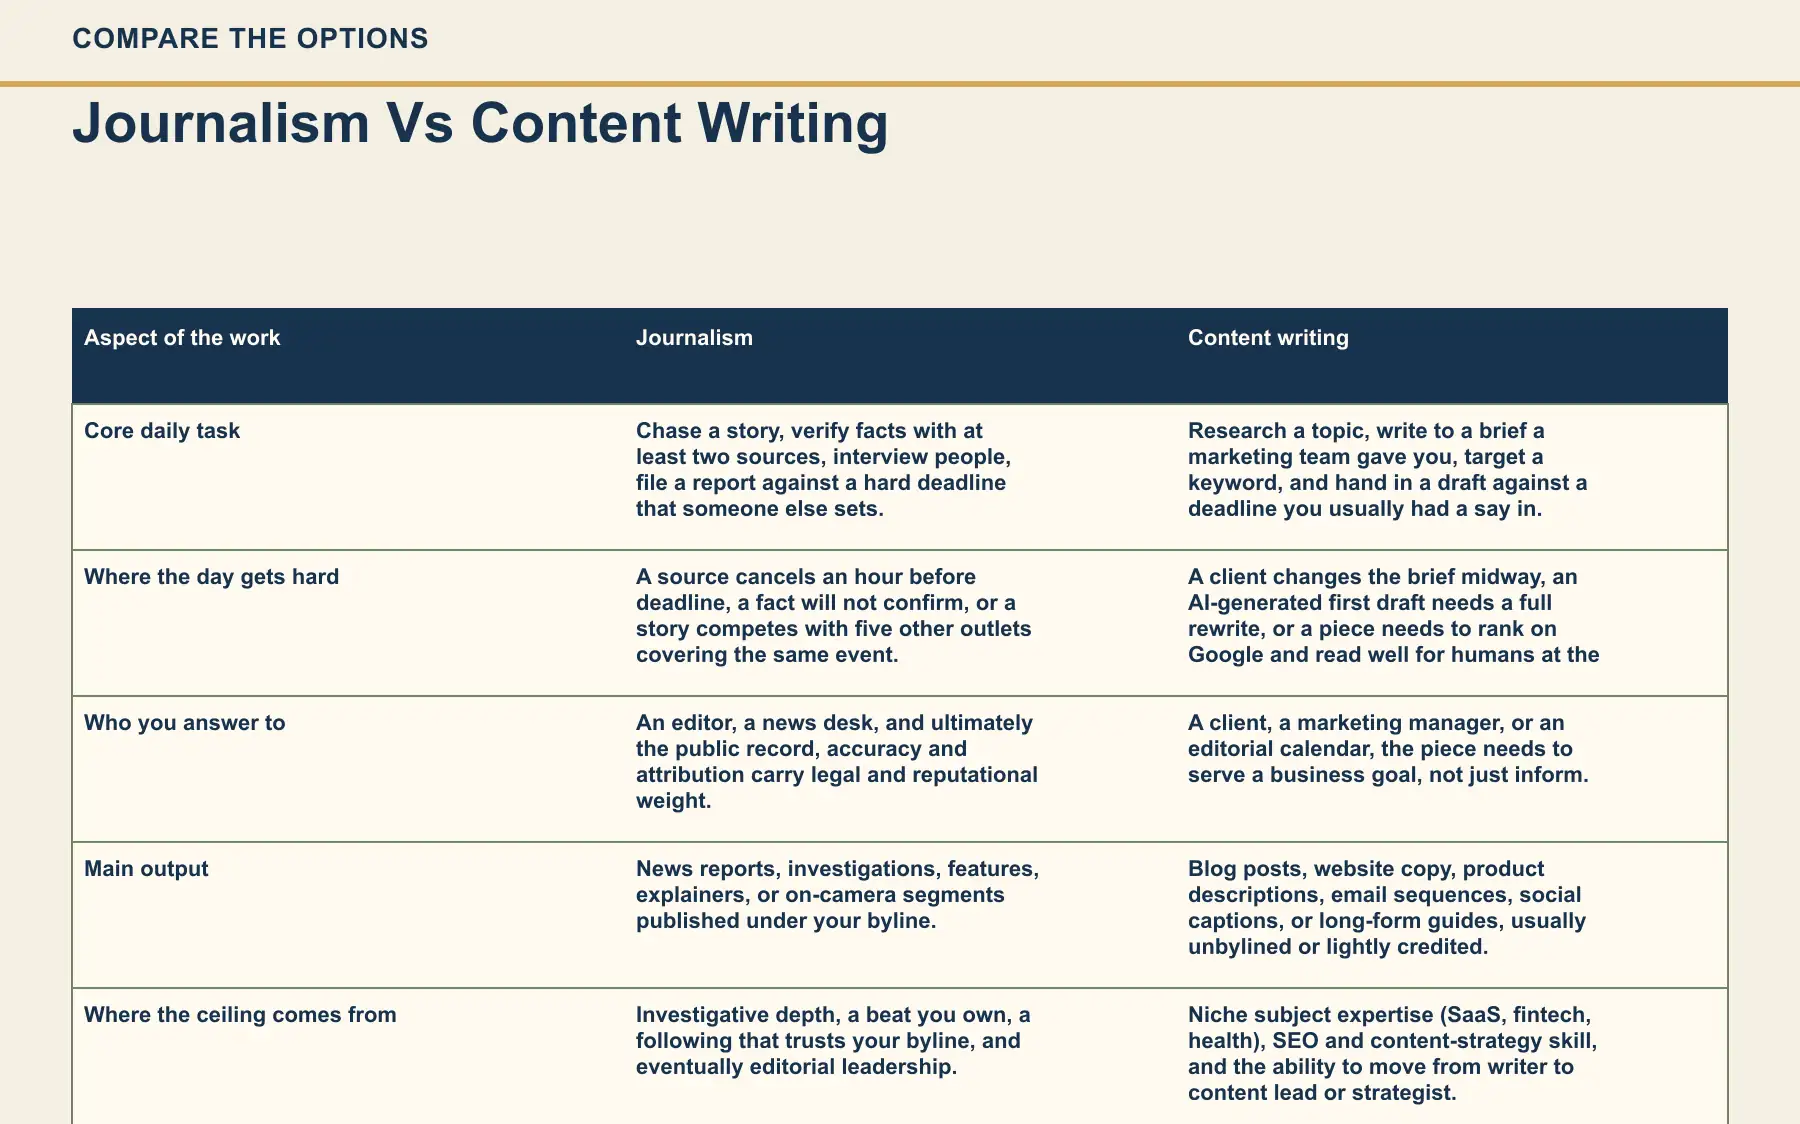 COMPARE THE OPTIONS
Journalism Vs Content Writing
Aspect of the work
Journalism
Content writing
Core daily task
Chase a story, verify facts with at
least two sources, interview people,
file a report against a hard deadline
that someone else sets.
Research a topic, write to a brief a
marketing team gave you, target a
keyword, and hand in a draft against a
deadline you usually had a say in.
Where the day gets hard
A source cancels an hour before
deadline, a fact will not confirm, or a
story competes with five other outlets
covering the same event.
A client changes the brief midway, an
AI-generated first draft needs a full
rewrite, or a piece needs to rank on
Google and read well for humans at the
Who you answer to
An editor, a news desk, and ultimately
the public record, accuracy and
attribution carry legal and reputational
weight.
A client, a marketing manager, or an
editorial calendar, the piece needs to
serve a business goal, not just inform.
Main output
News reports, investigations, features,
explainers, or on-camera segments
published under your byline.
Blog posts, website copy, product
descriptions, email sequences, social
captions, or long-form guides, usually
unbylined or lightly credited.
Where the ceiling comes from
Investigative depth, a beat you own, a
following that trusts your byline, and
eventually editorial leadership.
Niche subject expertise (SaaS, fintech,
health), SEO and content-strategy skill,
and the ability to move from writer to
content lead or strategist.